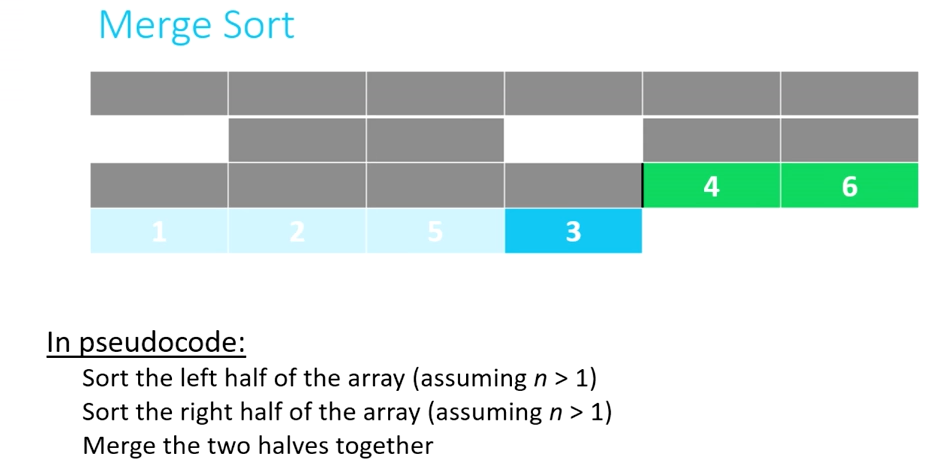 Merge Sort
4 6
1 2 5 3
In pseudocode:
Sort the left half of the array (assuming n > 1)
Sort the right half of the array (assuming n > 1)
Merge the two halves together